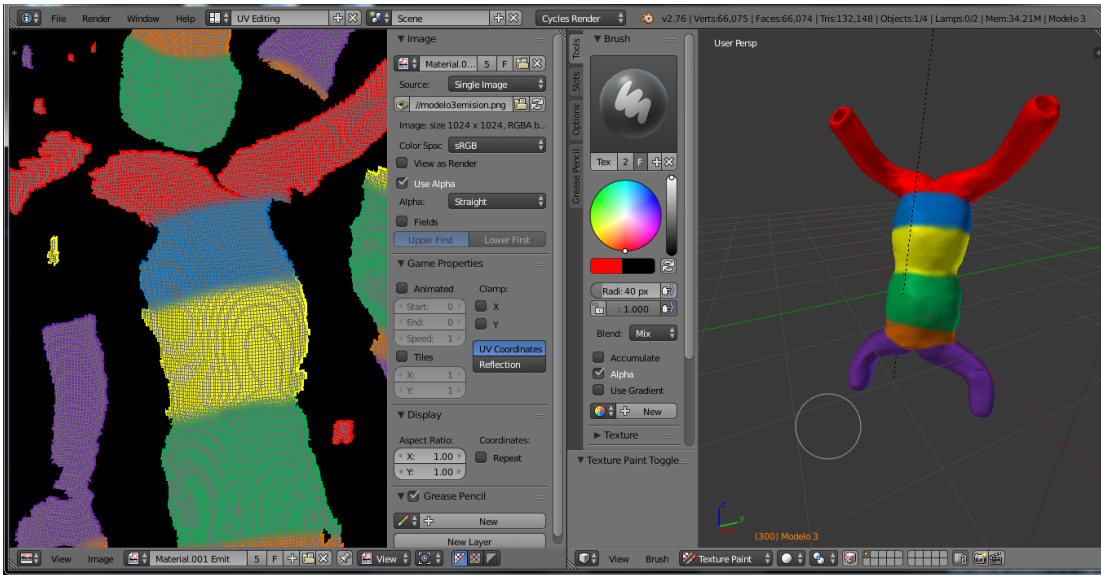 File Render Window Help UV Editing Scene Cycles Render v2.76 | Verts:66,075 | Faces:66,074 | Tris:132,148 | Objects:1/4 | Lamps:0/2 | Mem:34.21M | Modelo 3
Image
Material.0... 5 F
Source: Single Image
//modelo3emision.png
Image: size 1024 x 1024, RGBA b...
Color Spac sRGB
View as Render
Use Alpha
Alpha: Straight
Fields
Upper First Lower First
Game Properties
Animated Clamp:
Start: 0 X
End: 0 Y
Speed: 1
Tiles UV Coordinates
X: 1 Reflection
Y: 1
Display
Aspect Ratio: Coordinates:
X: 1.00 Repeat
Y: 1.00
Grease Pencil
New
New Layer
View Image Material.001 Emit 5 F View
Tools
Slots
Options
Grease Pencil
Brush
Tex 2 F
Radi: 40 px
: 1.000
Blend: Mix
Accumulate
Alpha
Use Gradient
New
Texture
Texture Paint Toggle
User Persp
z
y
(300) Modelo 3
View Brush Texture Paint